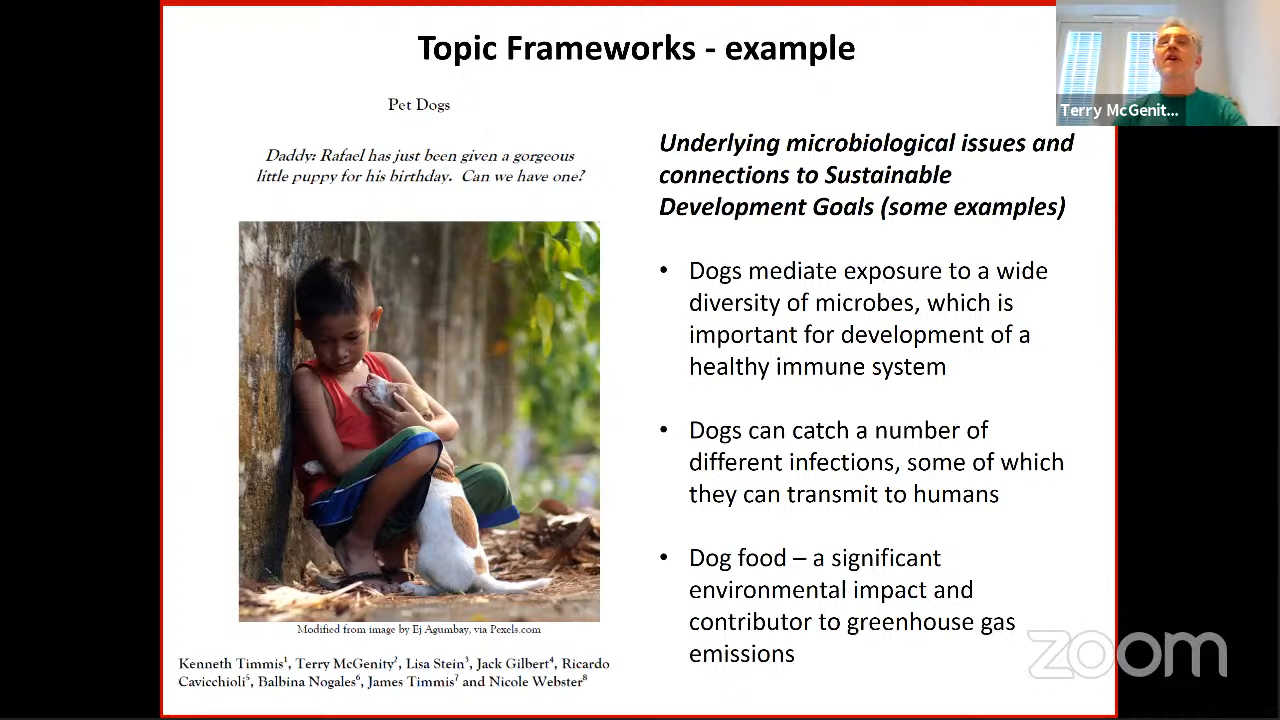 Topic Frameworks - example
Terry McGenit...
Pet Dogs
Daddy: Rafael has just been given a gorgeous
little puppy for his birthday. Can we have one?
Modified from image by Ej Agumbay, via Pexels.com
Kenneth Timmis¹, Terry McGenity², Lisa Stein³, Jack Gilbert⁴, Ricardo
Cavicchioli⁵, Balbina Nogales⁶, James Timmis⁷ and Nicole Webster⁸
Underlying microbiological issues and
connections to Sustainable
Development Goals (some examples)
• Dogs mediate exposure to a wide
diversity of microbes, which is
important for development of a
healthy immune system
• Dogs can catch a number of
different infections, some of which
they can transmit to humans
• Dog food – a significant
environmental impact and
contributor to greenhouse gas
emissions
zoom